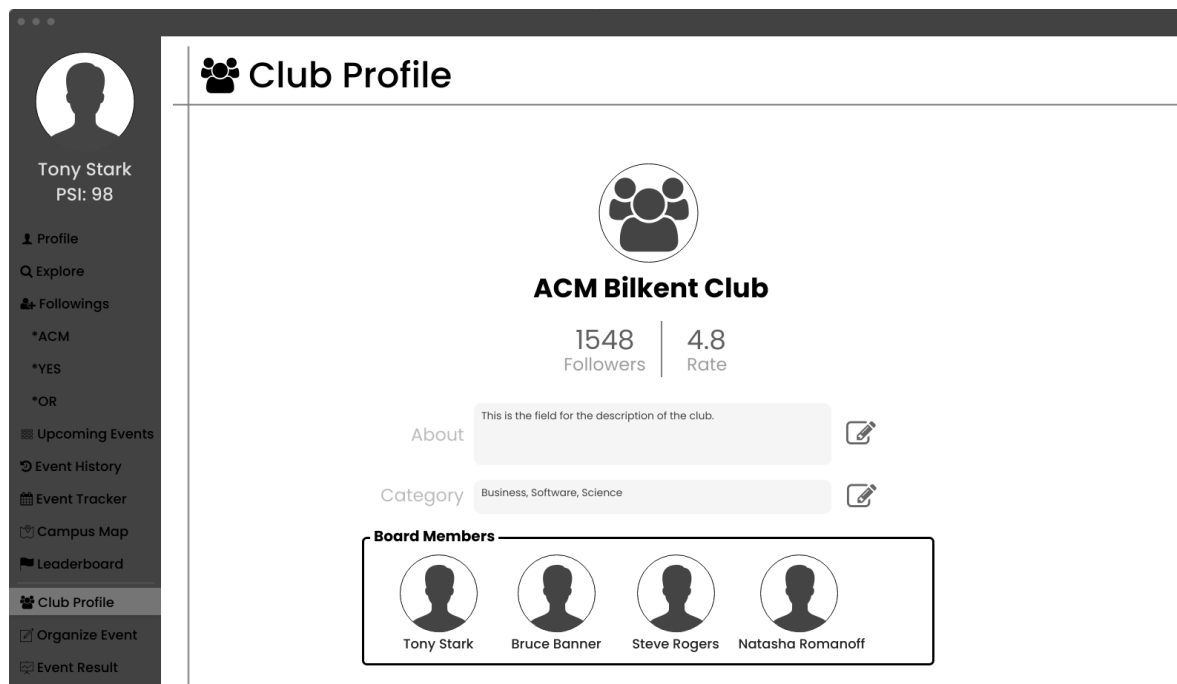 Club Profile
Tony Stark
PSI: 98
Profile
Explore
Followings
*ACM
*YES
*OR
Upcoming Events
Event History
Event Tracker
Campus Map
Leaderboard
Club Profile
Organize Event
Event Result
ACM Bilkent Club
1548 4.8
Followers Rate
About This is the field for the description of the club.
Category Business, Software, Science
Board Members
Tony Stark Bruce Banner Steve Rogers Natasha Romanoff